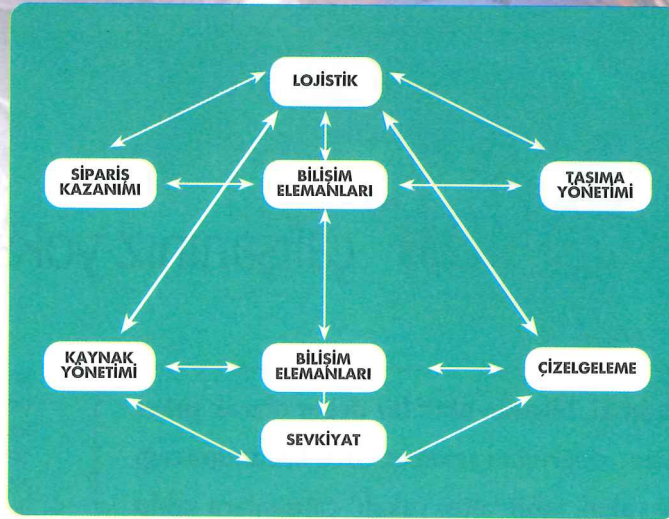 LOJİSTİK
SİPARİŞ
KAZANIMI
BİLİŞİM
ELEMANLARI
TAŞIMA
YÖNETİMİ
KAYNAK
YÖNETİMİ
BİLİŞİM
ELEMANLARI
ÇİZELGELEME
SEVKİYAT